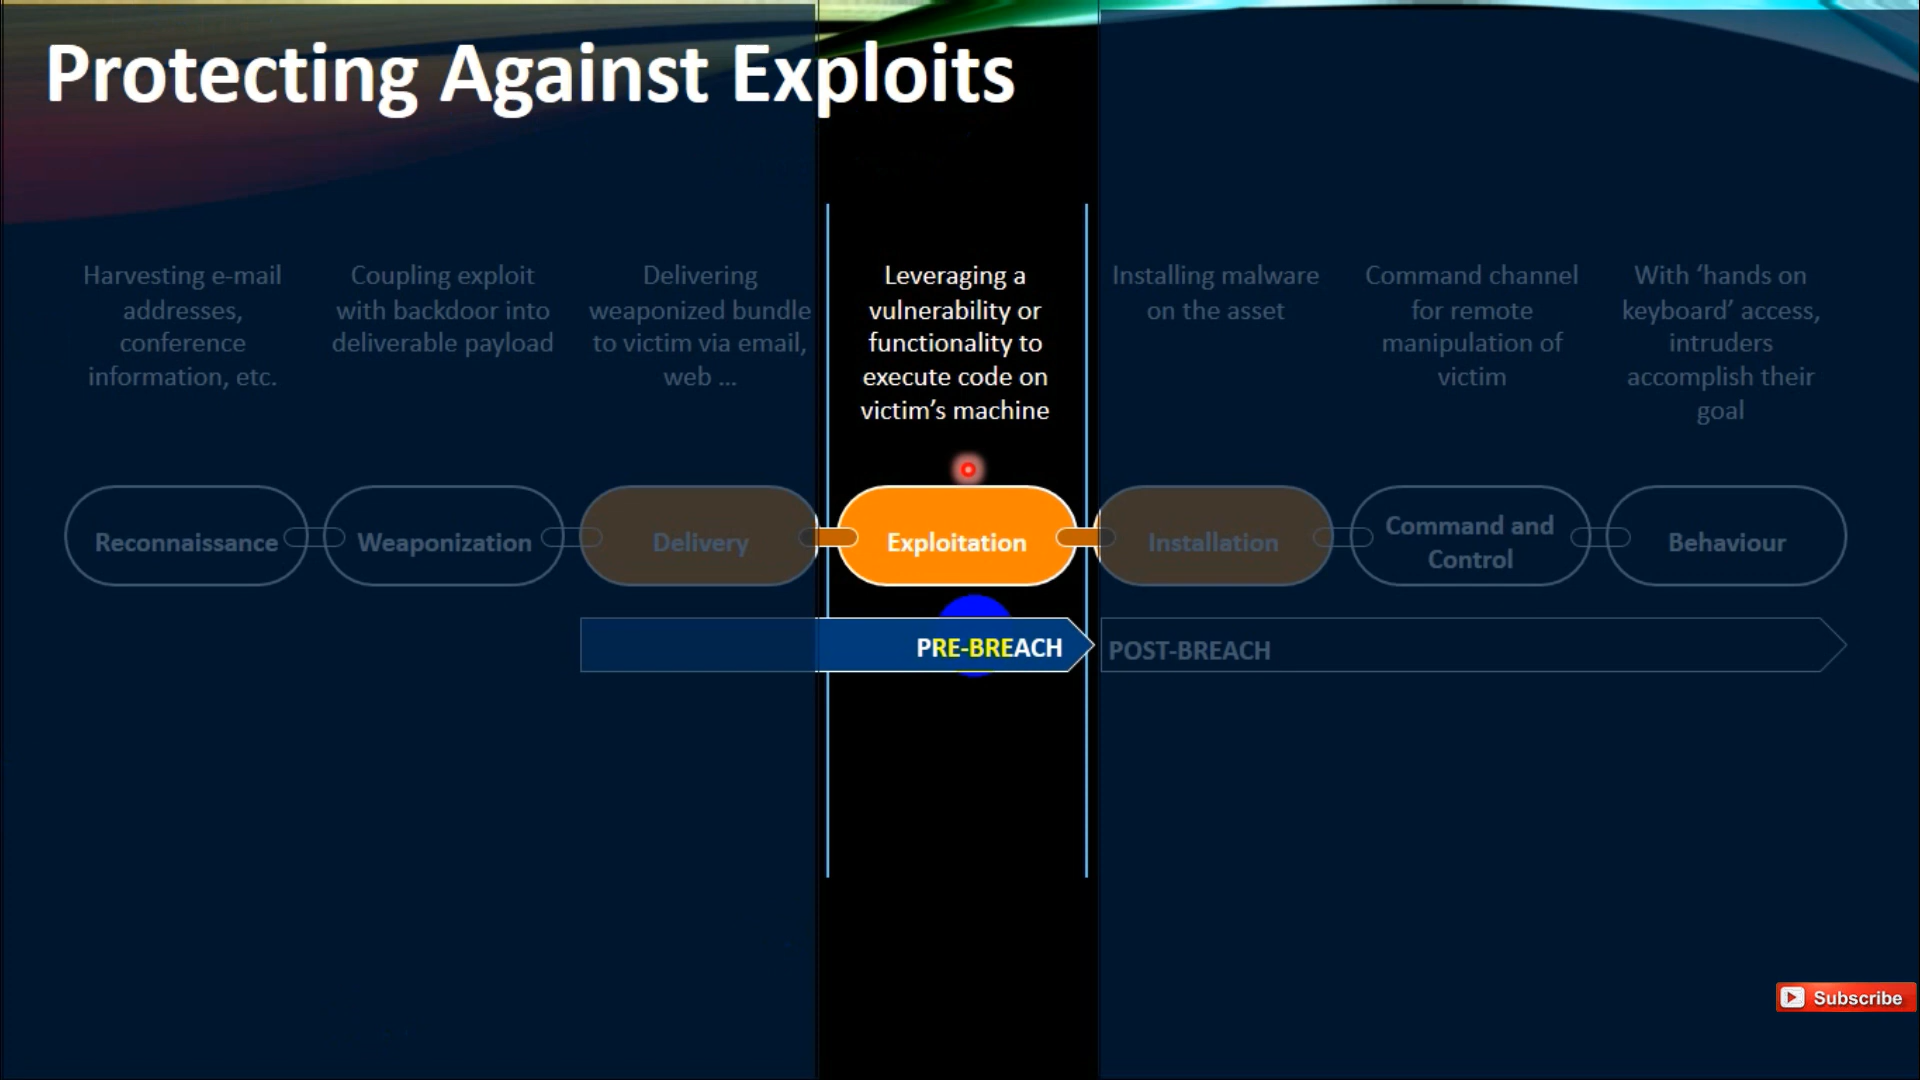 Protecting Against Exploits
Harvesting e-mail
addresses,
conference
information, etc.
Coupling exploit
with backdoor into
deliverable payload
Delivering
weaponized bundle
to victim via email,
web ...
Leveraging a
vulnerability or
functionality to
execute code on
victim's machine
Installing malware
on the asset
Command channel
for remote
manipulation of
victim
With ‘hands on
keyboard’ access,
intruders
accomplish their
goal
Reconnaissance
Weaponization
Delivery
Exploitation
Installation
Command and
Control
Behaviour
PRE-BREACH
POST-BREACH
Subscribe